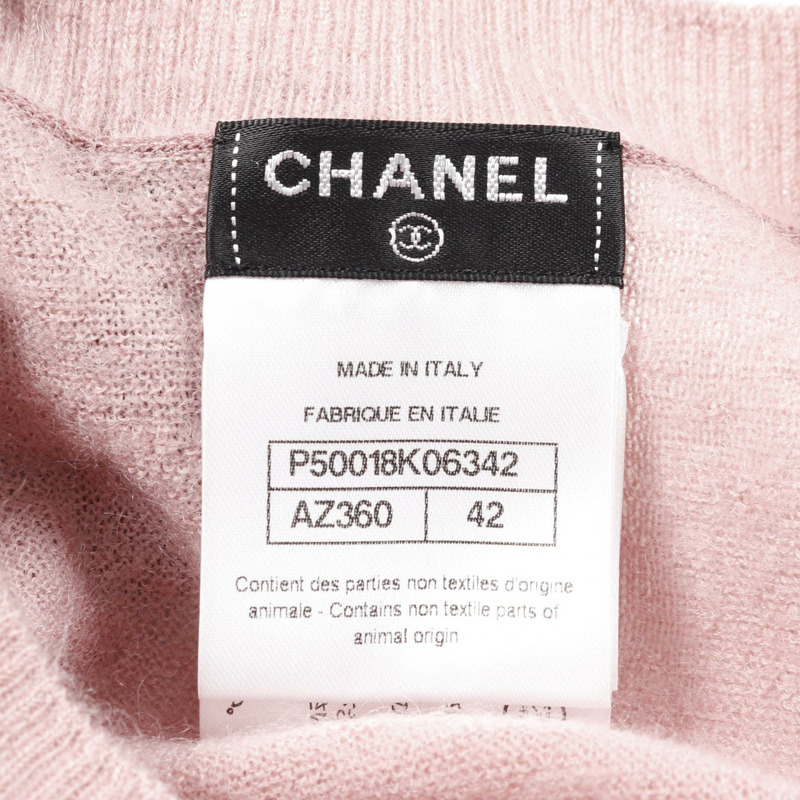 CHANEL
MADE IN ITALY
FABRIQUE EN ITALIE
P50018K06342
AZ360 42
Contient des parties non textiles d'origine
animale - Contains non textile parts of
animal origin